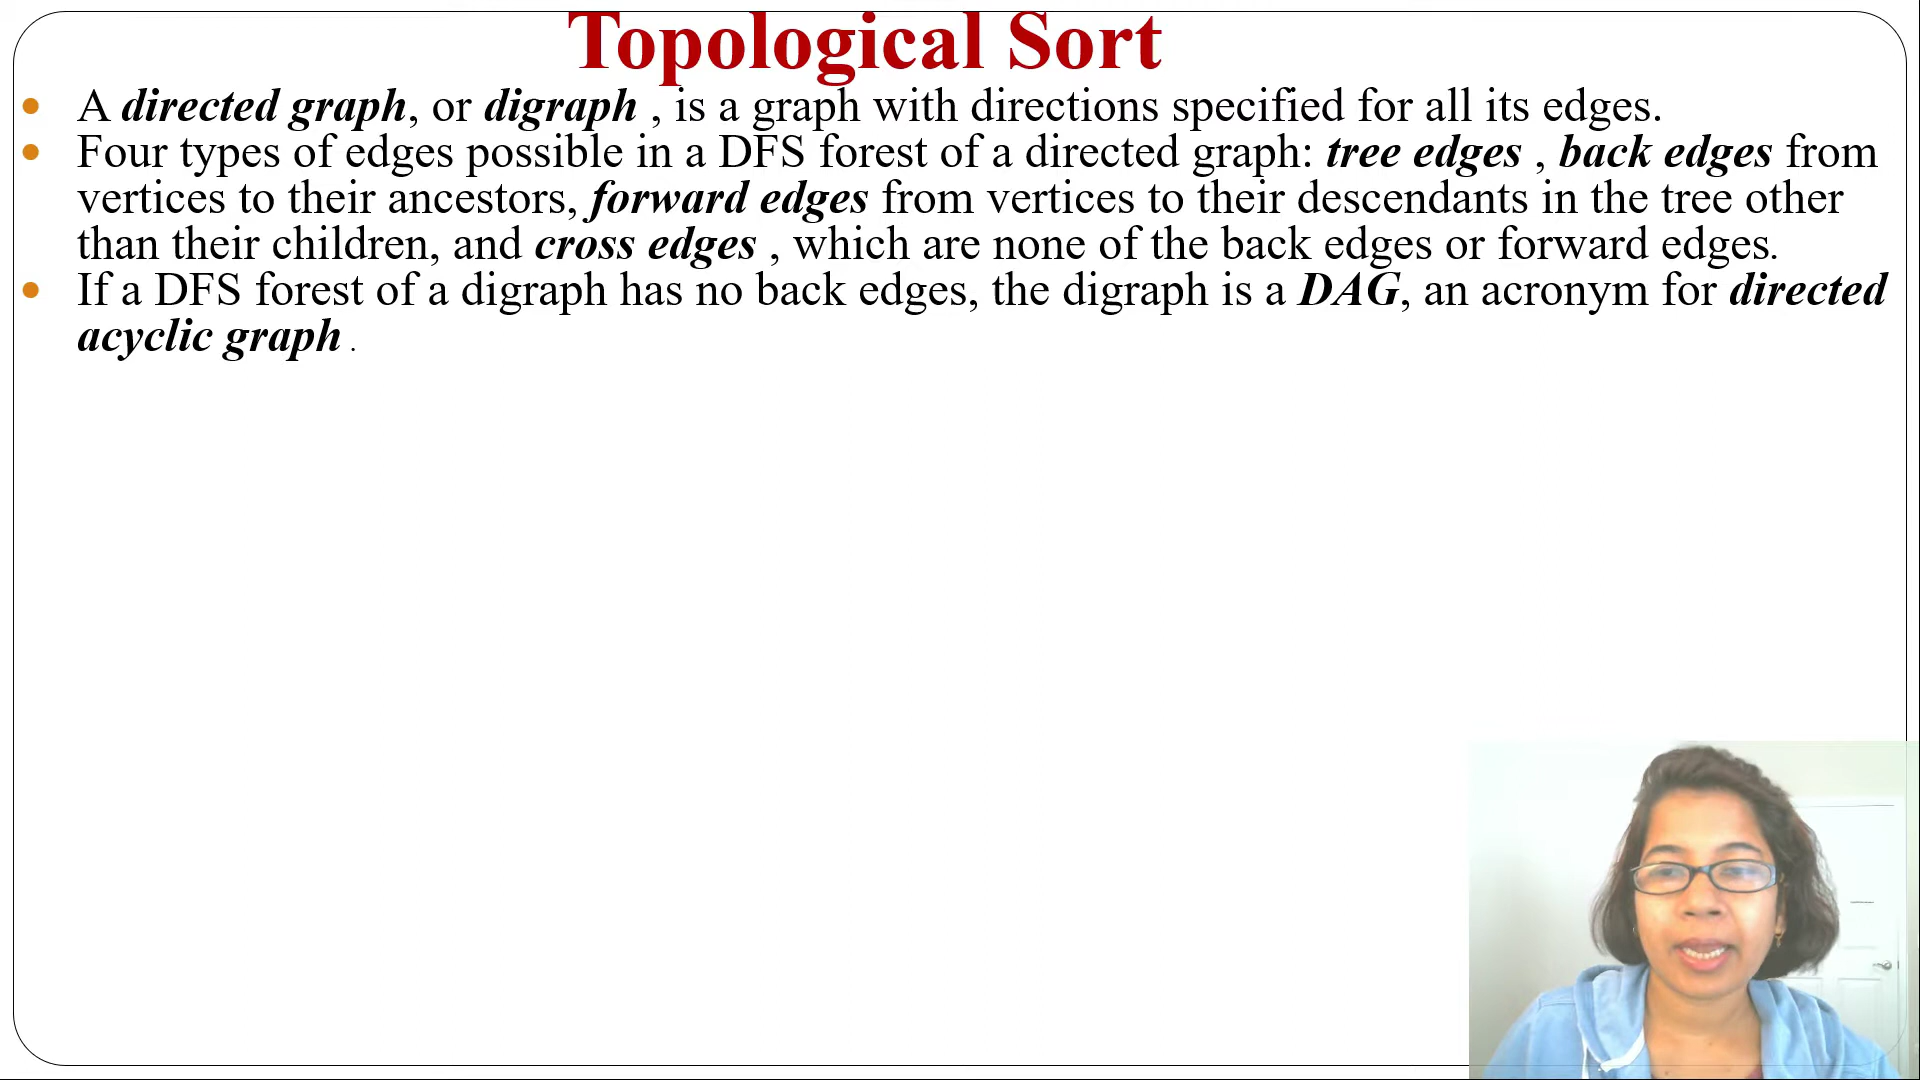 Topological Sort
• A directed graph, or digraph , is a graph with directions specified for all its edges.
• Four types of edges possible in a DFS forest of a directed graph: tree edges , back edges from
vertices to their ancestors, forward edges from vertices to their descendants in the tree other
than their children, and cross edges , which are none of the back edges or forward edges.
• If a DFS forest of a digraph has no back edges, the digraph is a DAG, an acronym for directed
acyclic graph .